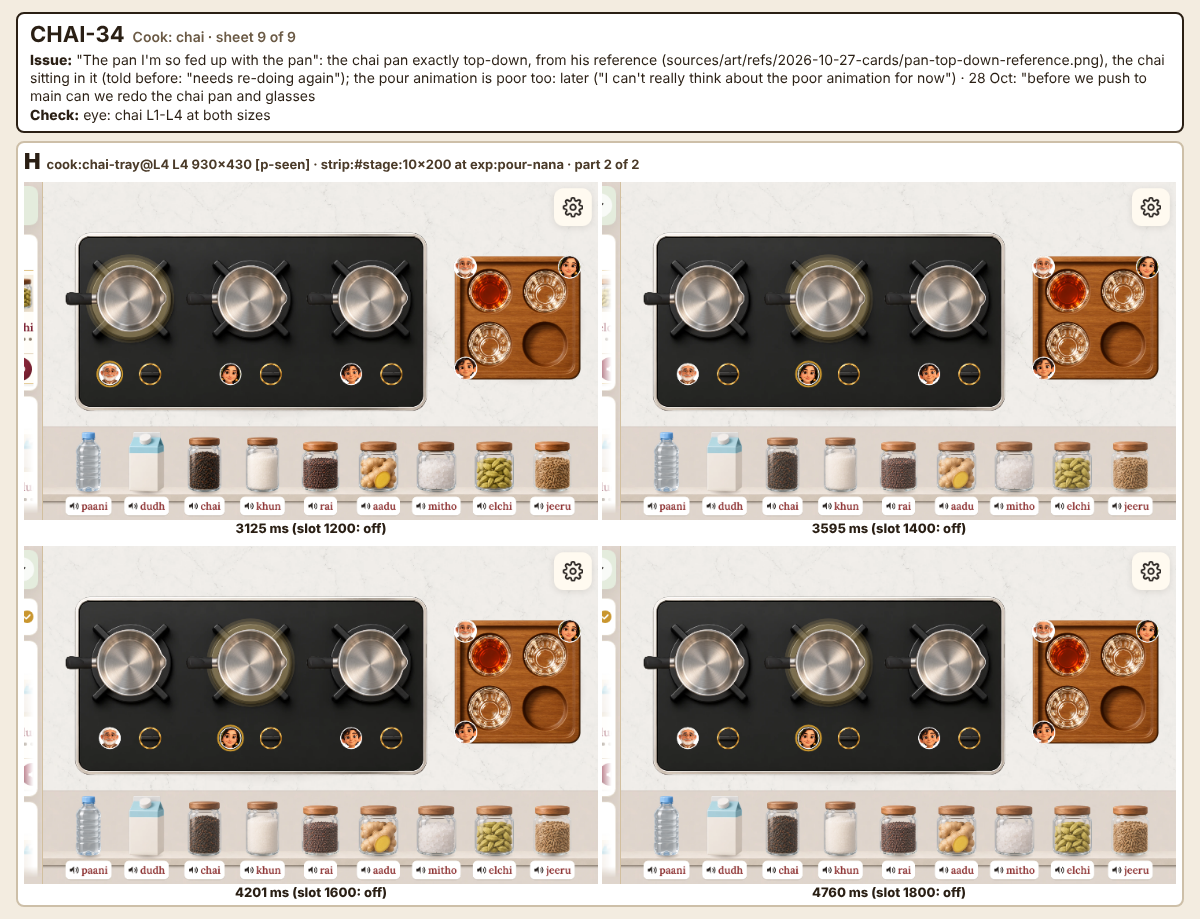 CHAI-34 Cook: chai · sheet 9 of 9
Issue: "The pan I'm so fed up with the pan": the chai pan exactly top-down, from his reference (sources/art/refs/2026-10-27-cards/pan-top-down-reference.png), the chai
sitting in it (told before: "needs re-doing again"); the pour animation is poor too: later ("I can't really think about the poor animation for now") · 28 Oct: "before we push to
main can we redo the chai pan and glasses
Check: eye: chai L1-L4 at both sizes
H cook:chai-tray@L4 L4 930×430 [p-seen] · strip:#stage:10×200 at exp:pour-nana · part 2 of 2
hi
paani dudh chai khun rai aadu mitho elchi jeeru
paani dudh chai khun rai aadu mitho elchi jeeru
3125 ms (slot 1200: off) 3595 ms (slot 1400: off)
paani dudh chai khun rai aadu mitho elchi jeeru
paani dudh chai khun rai aadu mitho elchi jeeru
4201 ms (slot 1600: off) 4760 ms (slot 1800: off)